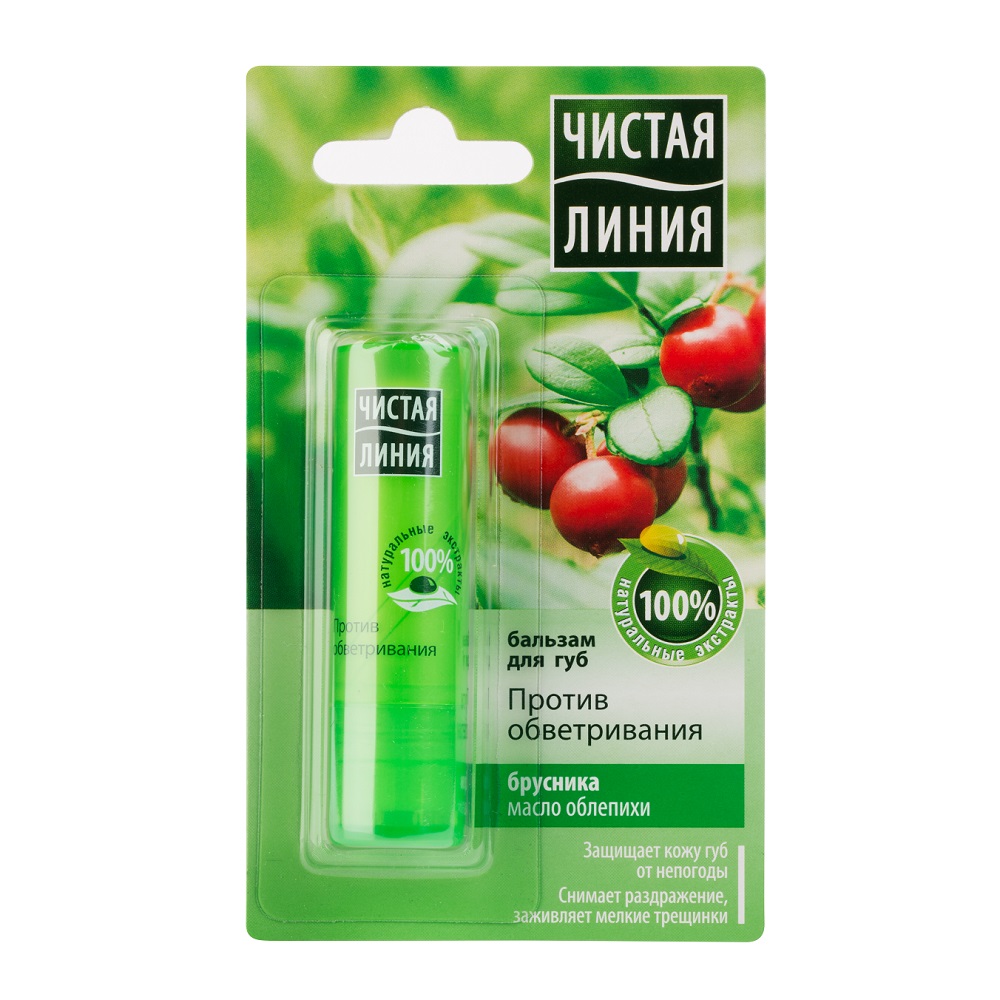 ЧИСТАЯ
ЛИНИЯ
ЧИСТАЯ
ЛИНИЯ
натуральные экстракты
100%
Против
обветривания
100%
натуральные экстракты
бальзам
для губ
Против
обветривания
брусника
масло облепихи
Защищает кожу губ
от непогоды
Снимает раздражение,
заживляет мелкие трещинки